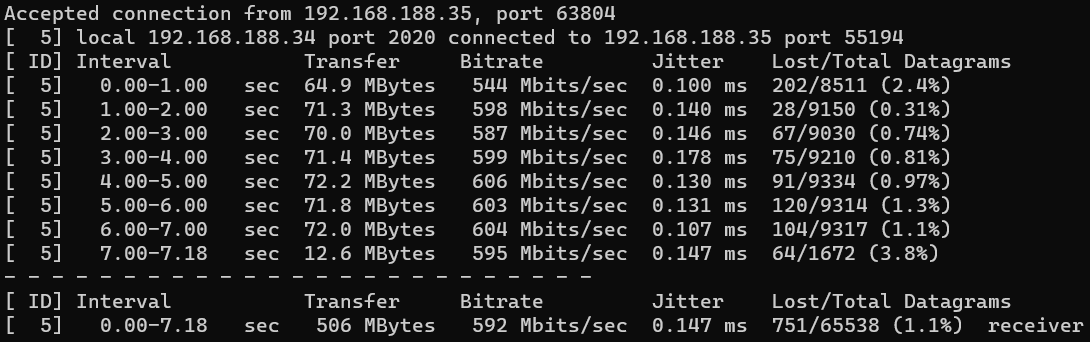 Accepted connection from 192.168.188.35, port 63804
[  5] local 192.168.188.34 port 2020 connected to 192.168.188.35 port 55194
[ ID] Interval           Transfer     Bitrate         Jitter    Lost/Total Datagrams
[  5]   0.00-1.00   sec  64.9 MBytes   544 Mbits/sec  0.100 ms  202/8511 (2.4%)
[  5]   1.00-2.00   sec  71.3 MBytes   598 Mbits/sec  0.140 ms  28/9150 (0.31%)
[  5]   2.00-3.00   sec  70.0 MBytes   587 Mbits/sec  0.146 ms  67/9030 (0.74%)
[  5]   3.00-4.00   sec  71.4 MBytes   599 Mbits/sec  0.178 ms  75/9210 (0.81%)
[  5]   4.00-5.00   sec  72.2 MBytes   606 Mbits/sec  0.130 ms  91/9334 (0.97%)
[  5]   5.00-6.00   sec  71.8 MBytes   603 Mbits/sec  0.131 ms  120/9314 (1.3%)
[  5]   6.00-7.00   sec  72.0 MBytes   604 Mbits/sec  0.107 ms  104/9317 (1.1%)
[  5]   7.00-7.18   sec  12.6 MBytes   595 Mbits/sec  0.147 ms  64/1672 (3.8%)
- - - - - - - - - - - - - - - - - - - - - - - - -
[ ID] Interval           Transfer     Bitrate         Jitter    Lost/Total Datagrams
[  5]   0.00-7.18   sec   506 MBytes   592 Mbits/sec  0.147 ms  751/65538 (1.1%)  receiver